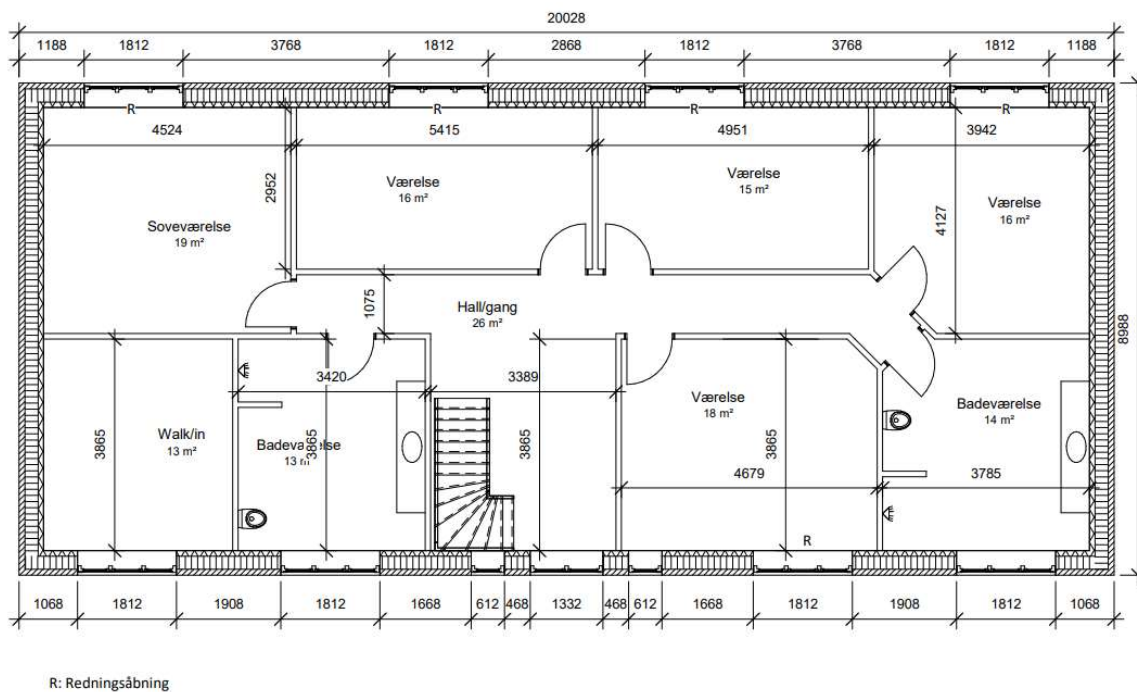 20028
1188 1812 3768 1812 2868 1812 3768 1812 1188
R R R R
4524 5415 4951 3942
2952
Værelse
16 m²
Værelse
15 m²
Værelse
16 m²
4127
Soveværelse
19 m²
1075
Hall/gang
26 m²
8988
3420 3389
Værelse
18 m²
Badeværelse
14 m²
Walk/in
13 m²
3865
3865
3865
3865
13
4679 3785
R
1068 1812 1908 1812 1668 612 468 1332 468 612 1668 1812 1908 1812 1068
R: Redningsåbning